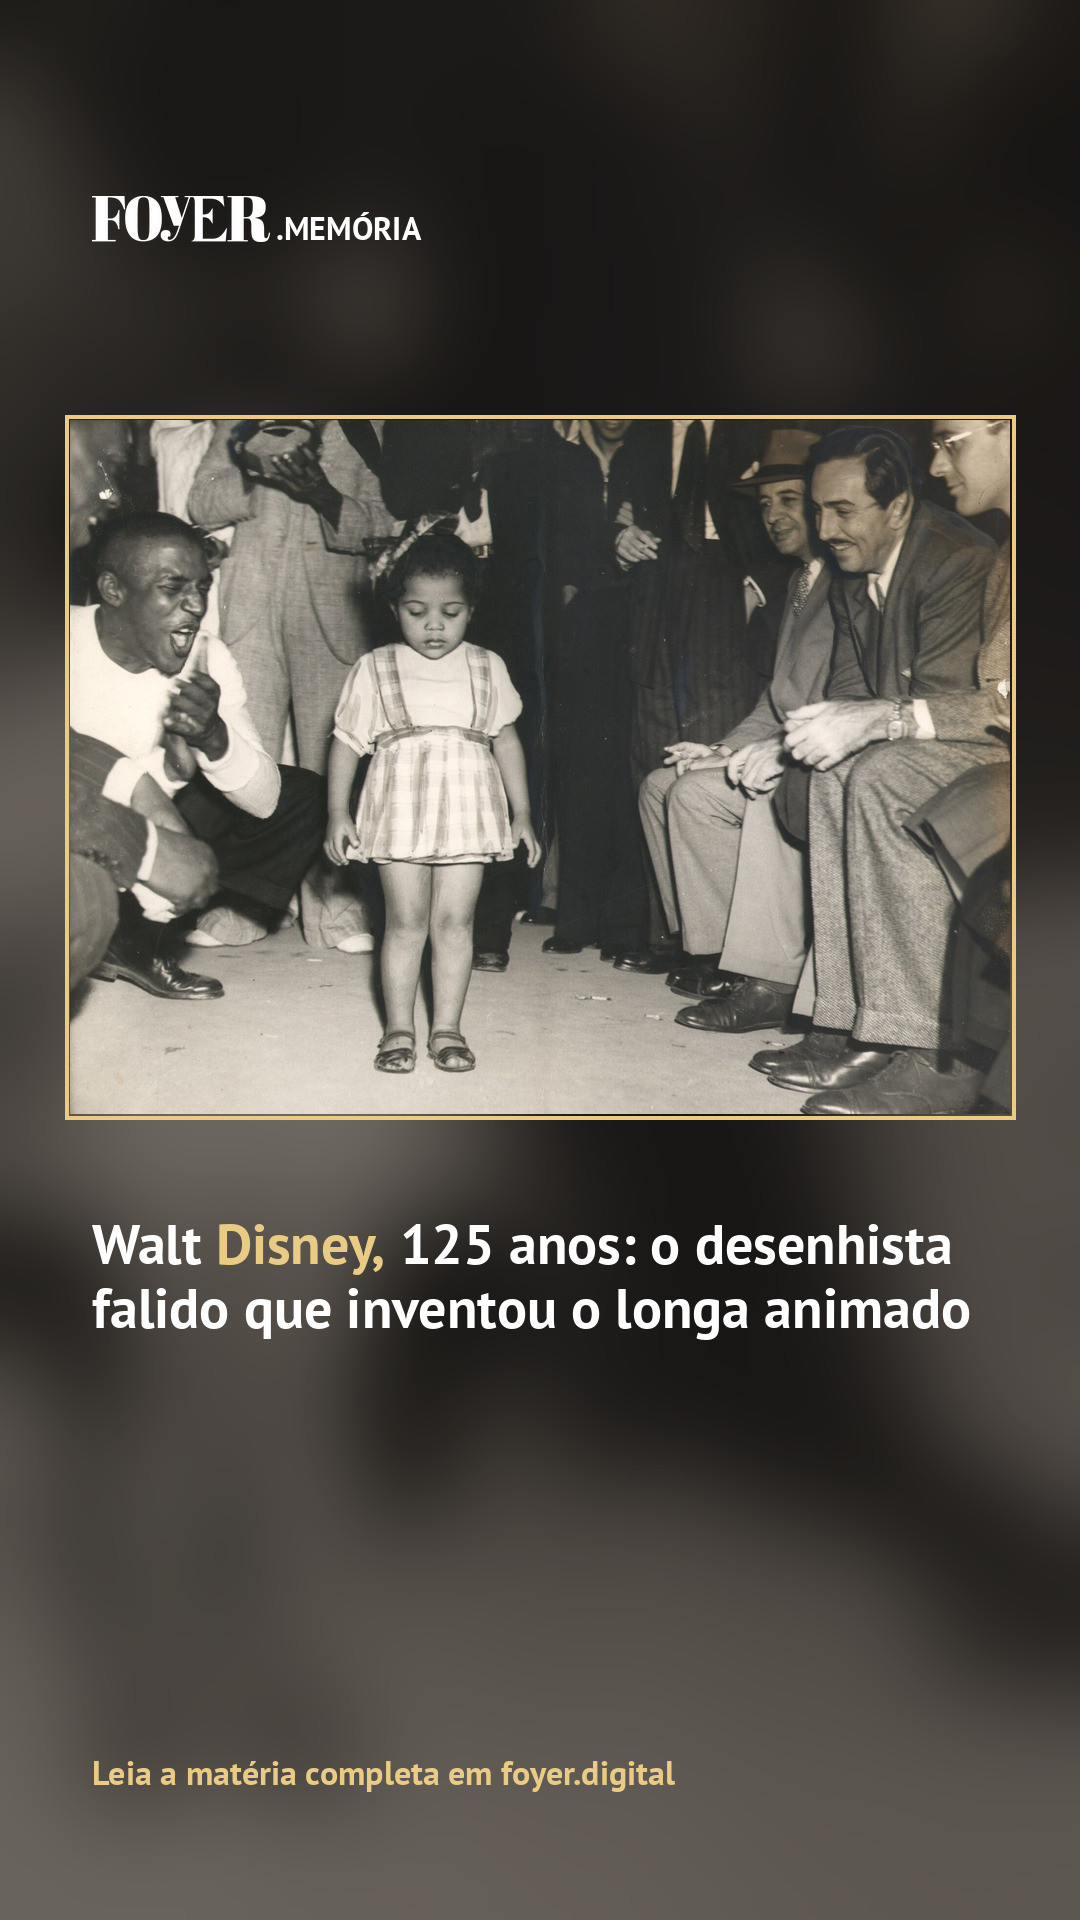 FOYER .MEMÓRIA
Walt Disney, 125 anos: o desenhista
falido que inventou o longa animado
Leia a matéria completa em foyer.digital